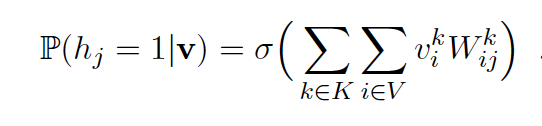 ℙ(h_j = 1|𝐯) = σ( ∑_{k∈K} ∑_{i∈V} v_i^k W_{ij}^k ) .